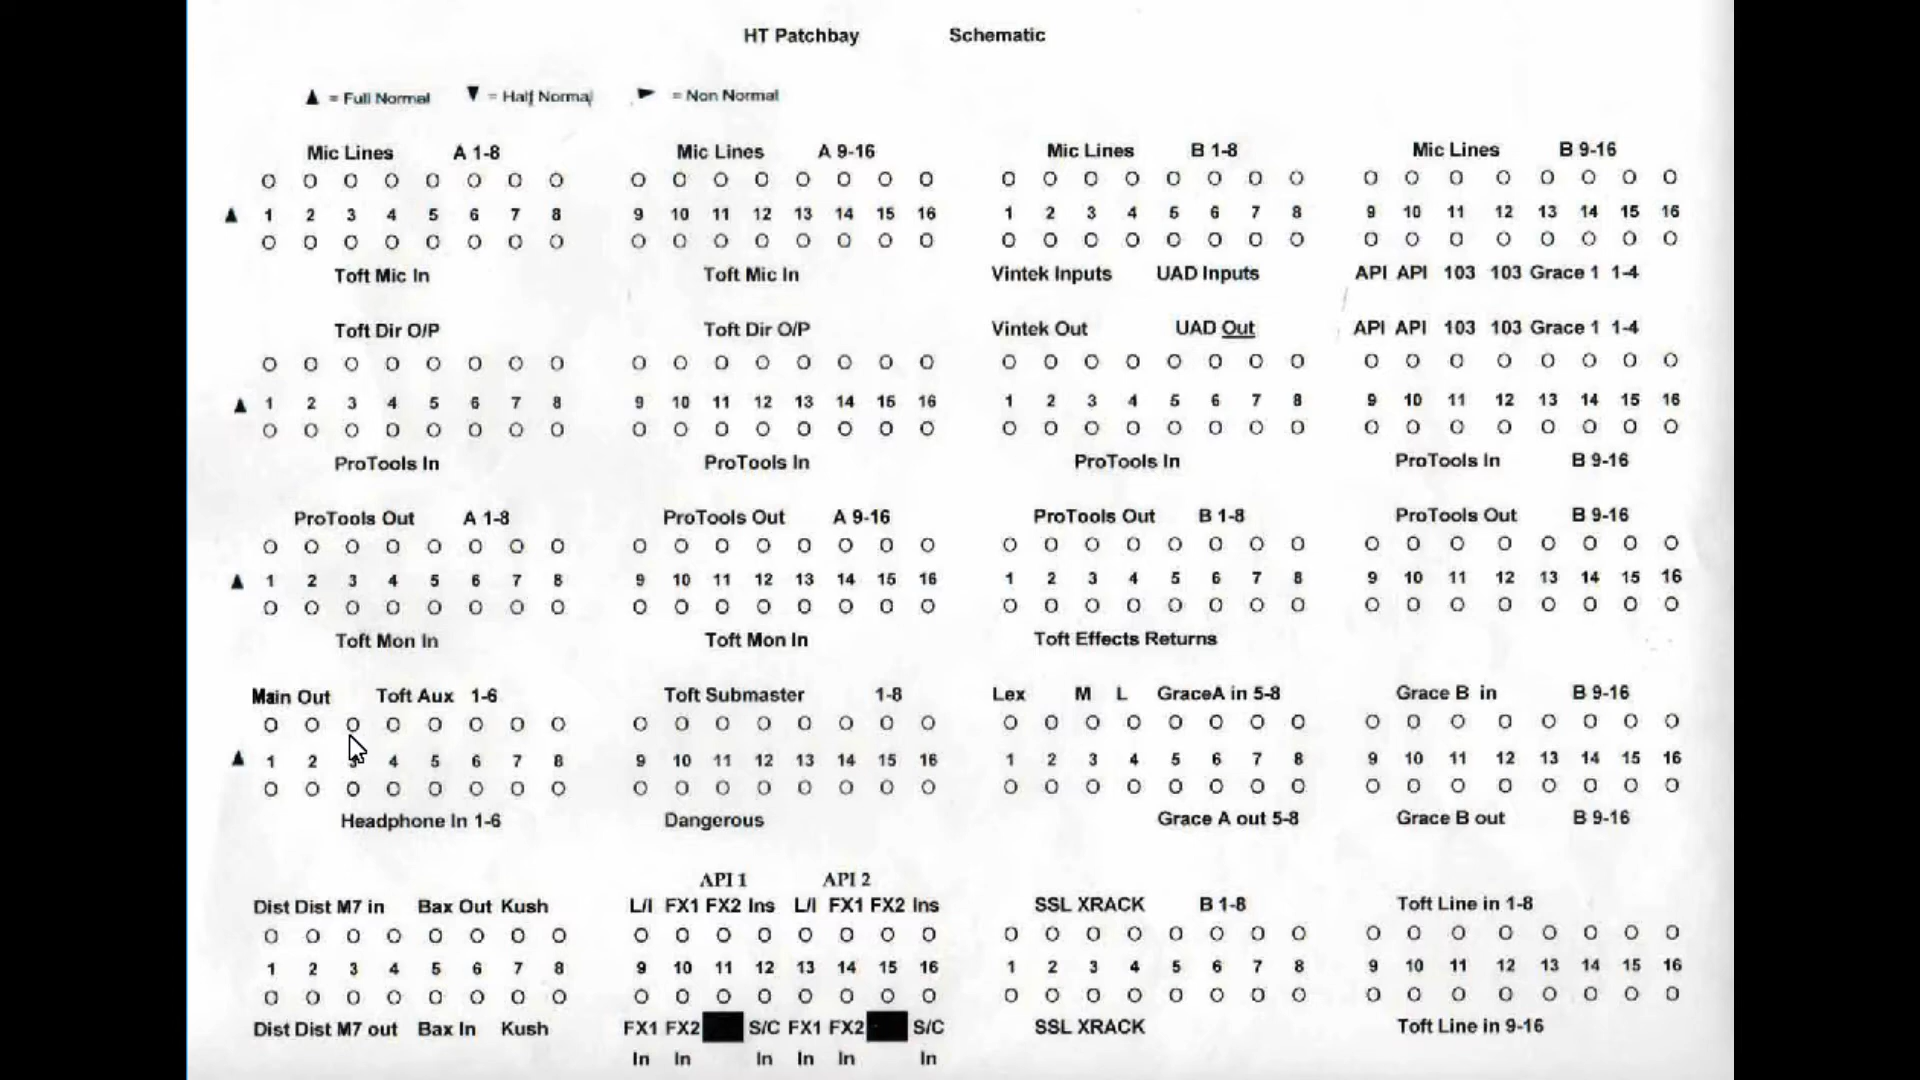 HT Patchbay Schematic
▲ = Full Normal ▼ = Half Normal ► = Non Normal
Mic Lines A 1-8 Mic Lines A 9-16 Mic Lines B 1-8 Mic Lines B 9-16
1 2 3 4 5 6 7 8 9 10 11 12 13 14 15 16 1 2 3 4 5 6 7 8 9 10 11 12 13 14 15 16
Toft Mic In Toft Mic In Vintek Inputs UAD Inputs API API 103 103 Grace 1 1-4
Toft Dir O/P Toft Dir O/P Vintek Out UAD Out API API 103 103 Grace 1 1-4
1 2 3 4 5 6 7 8 9 10 11 12 13 14 15 16 1 2 3 4 5 6 7 8 9 10 11 12 13 14 15 16
ProTools In ProTools In ProTools In ProTools In B 9-16
ProTools Out A 1-8 ProTools Out A 9-16 ProTools Out B 1-8 ProTools Out B 9-16
1 2 3 4 5 6 7 8 9 10 11 12 13 14 15 16 1 2 3 4 5 6 7 8 9 10 11 12 13 14 15 16
Toft Mon In Toft Mon In Toft Effects Returns
Main Out Toft Aux 1-6 Toft Submaster 1-8 Lex M L GraceA in 5-8 Grace B in B 9-16
1 2 3 4 5 6 7 8 9 10 11 12 13 14 15 16 1 2 3 4 5 6 7 8 9 10 11 12 13 14 15 16
Headphone In 1-6 Dangerous Grace A out 5-8 Grace B out B 9-16
API 1 API 2
Dist Dist M7 in Bax Out Kush L/I FX1 FX2 Ins L/I FX1 FX2 Ins SSL XRACK B 1-8 Toft Line in 1-8
1 2 3 4 5 6 7 8 9 10 11 12 13 14 15 16 1 2 3 4 5 6 7 8 9 10 11 12 13 14 15 16
Dist Dist M7 out Bax In Kush FX1 FX2 S/C FX1 FX2 S/C SSL XRACK Toft Line in 9-16
In In In In In In